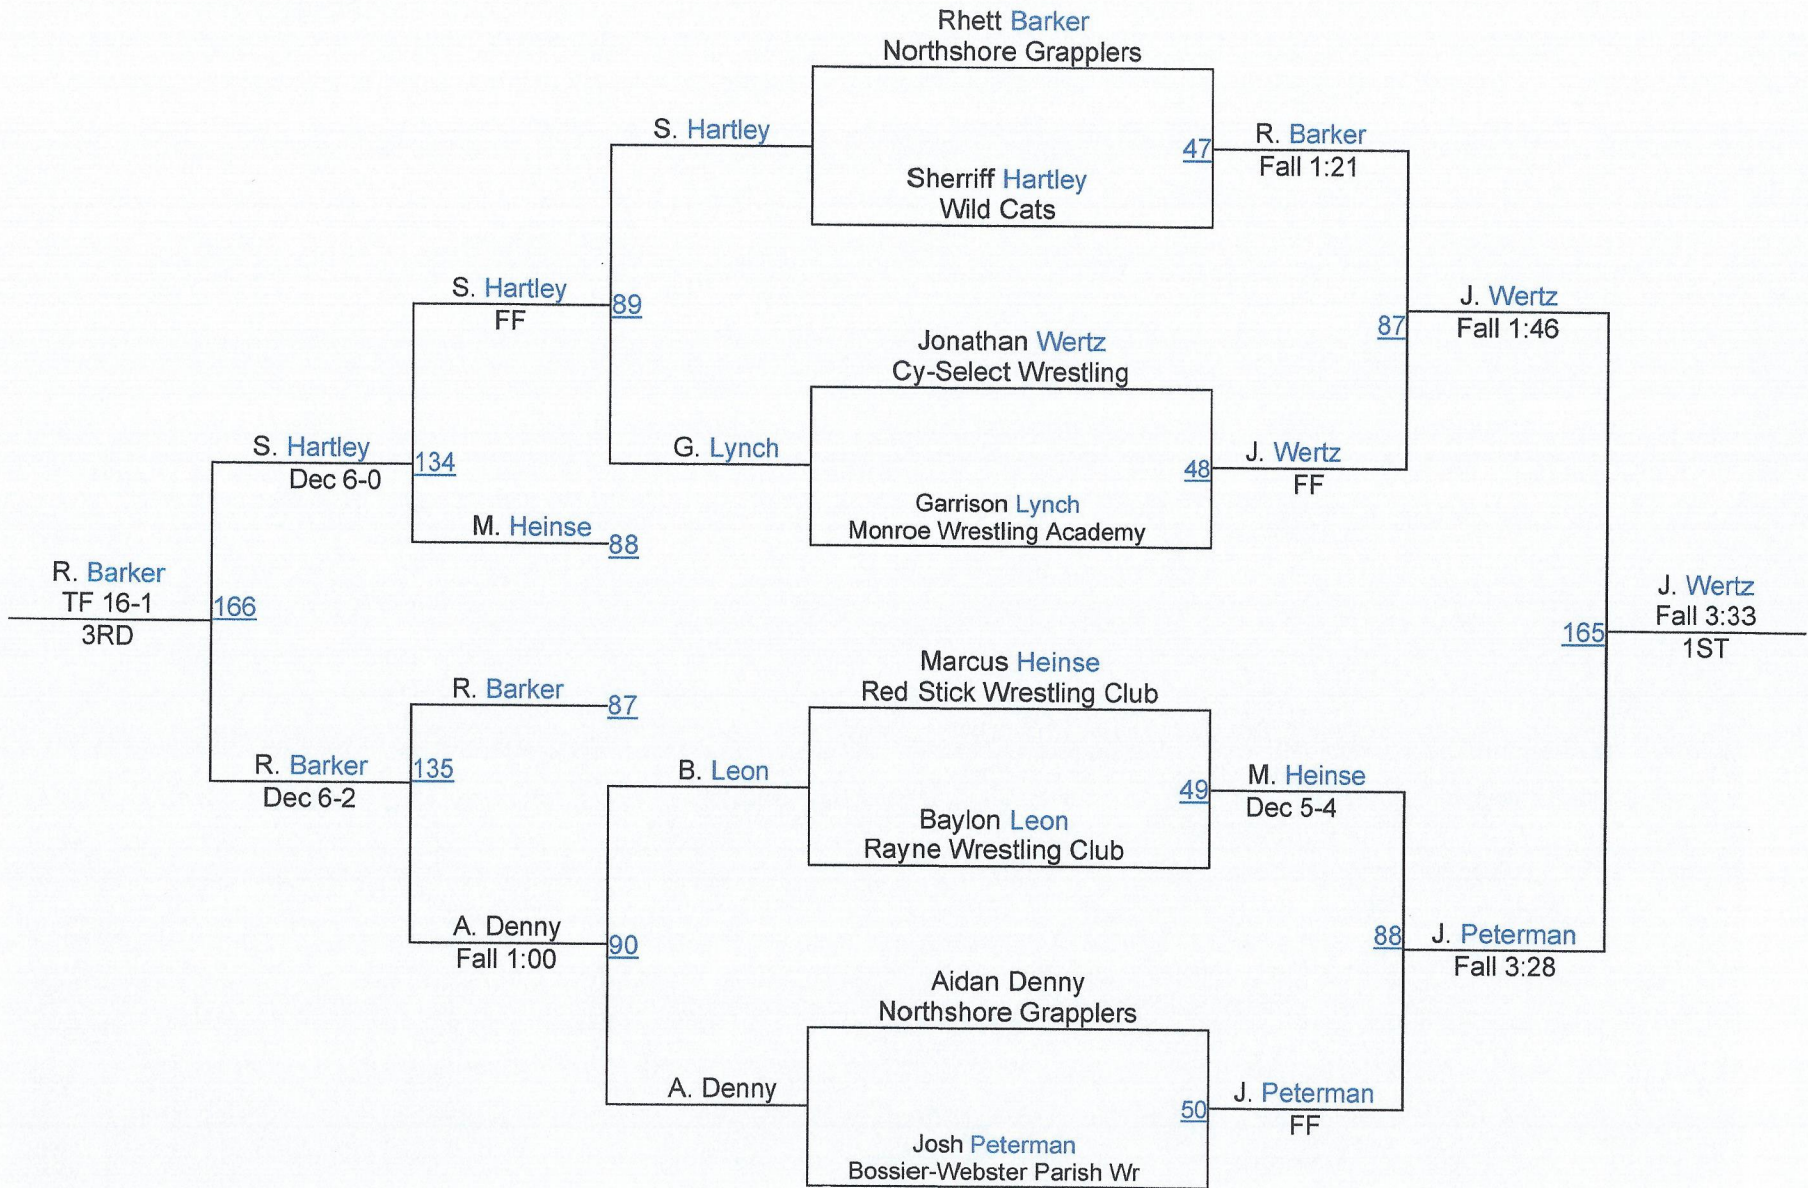 Rhett Barker
Northshore Grapplers
S. Hartley
47
R. Barker
Fall 1:21
Sherriff Hartley
Wild Cats
S. Hartley
FF
89
J. Wertz
Fall 1:46
87
Jonathan Wertz
Cy-Select Wrestling
S. Hartley
Dec 6-0
134
G. Lynch
48
J. Wertz
FF
Garrison Lynch
Monroe Wrestling Academy
M. Heinse
88
R. Barker
TF 16-1
3RD
166
J. Wertz
Fall 3:33
1ST
165
Marcus Heinse
Red Stick Wrestling Club
R. Barker
87
R. Barker
Dec 6-2
135
B. Leon
49
M. Heinse
Dec 5-4
Baylon Leon
Rayne Wrestling Club
A. Denny
Fall 1:00
90
88
J. Peterman
Fall 3:28
Aidan Denny
Northshore Grapplers
A. Denny
50
J. Peterman
FF
Josh Peterman
Bossier-Webster Parish Wr